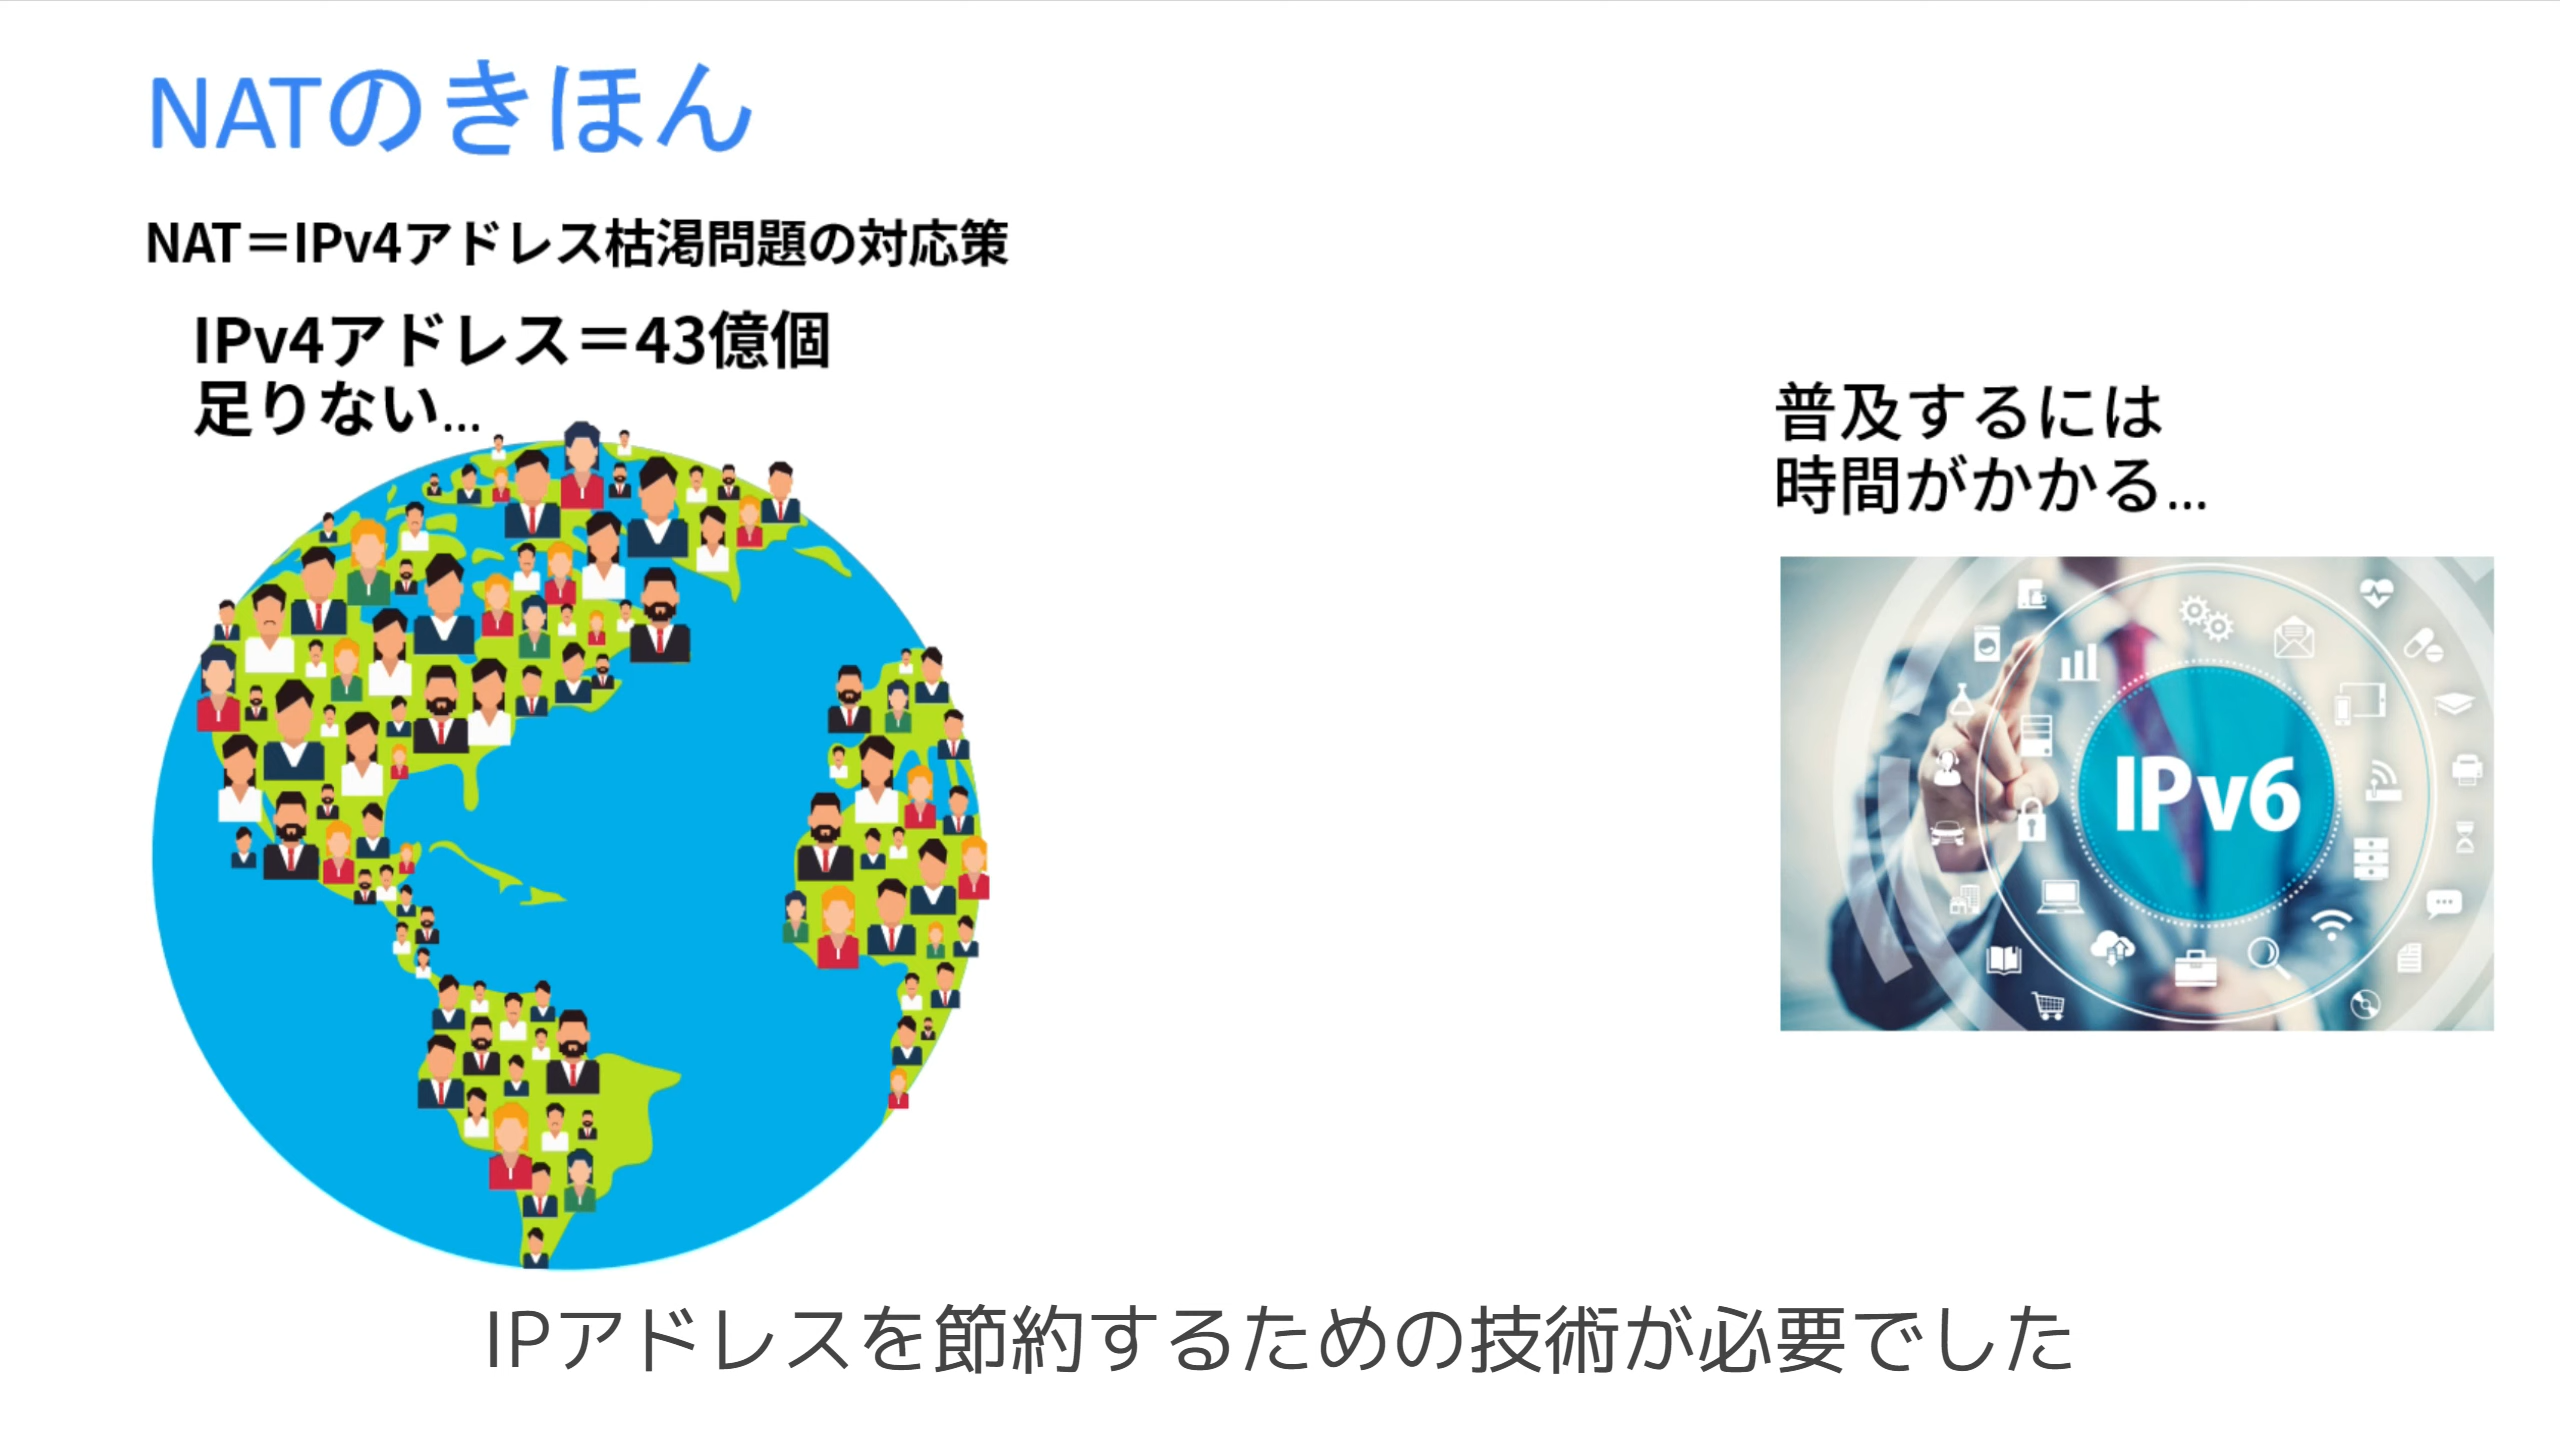 NATのきほん
NAT＝IPv4アドレス枯渇問題の対応策
IPv4アドレス＝43億個
足りない...
普及するには
時間がかかる...
IPv6
IPアドレスを節約するための技術が必要でした